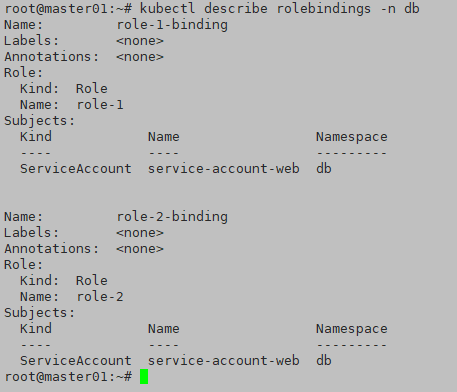 root@master01:~# kubectl describe rolebindings -n db
Name:         role-1-binding
Labels:       <none>
Annotations:  <none>
Role:
  Kind:  Role
  Name:  role-1
Subjects:
  Kind            Name                 Namespace
  ----            ----                 ---------
  ServiceAccount  service-account-web  db
Name:         role-2-binding
Labels:       <none>
Annotations:  <none>
Role:
  Kind:  Role
  Name:  role-2
Subjects:
  Kind            Name                 Namespace
  ----            ----                 ---------
  ServiceAccount  service-account-web  db
root@master01:~#